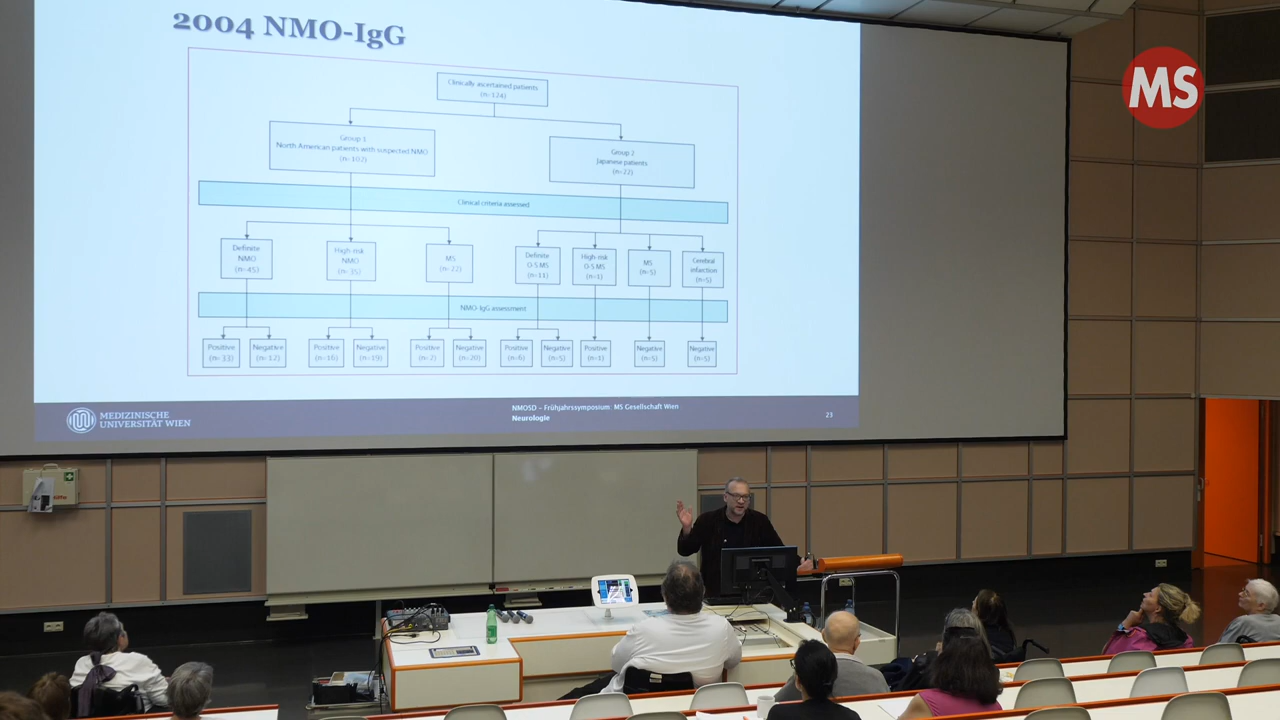 2004 NMO-IgG
MS
Clinically ascertained patients
(n=124)
Group 1
North American patients with suspected NMO
(n=102)
Group 2
Japanese patients
(n=22)
Clinical criteria assessed
Definite
NMO
(n=45)
High-risk
NMO
(n=35)
MS
(n=22)
Definite
O-S MS
(n=11)
High-risk
O-S MS
(n=1)
MS
(n=5)
Cerebral
infarction
(n=5)
NMO-IgG assessment
Positive
(n=33)
Negative
(n=12)
Positive
(n=16)
Negative
(n=19)
Positive
(n=2)
Negative
(n=20)
Positive
(n=6)
Negative
(n=5)
Positive
(n=1)
Negative
(n=5)
Negative
(n=5)
MEDIZINISCHE
UNIVERSITÄT WIEN
NMOSD – Frühjahrssymposium MS Gesellschaft Wien
Neurologie
23